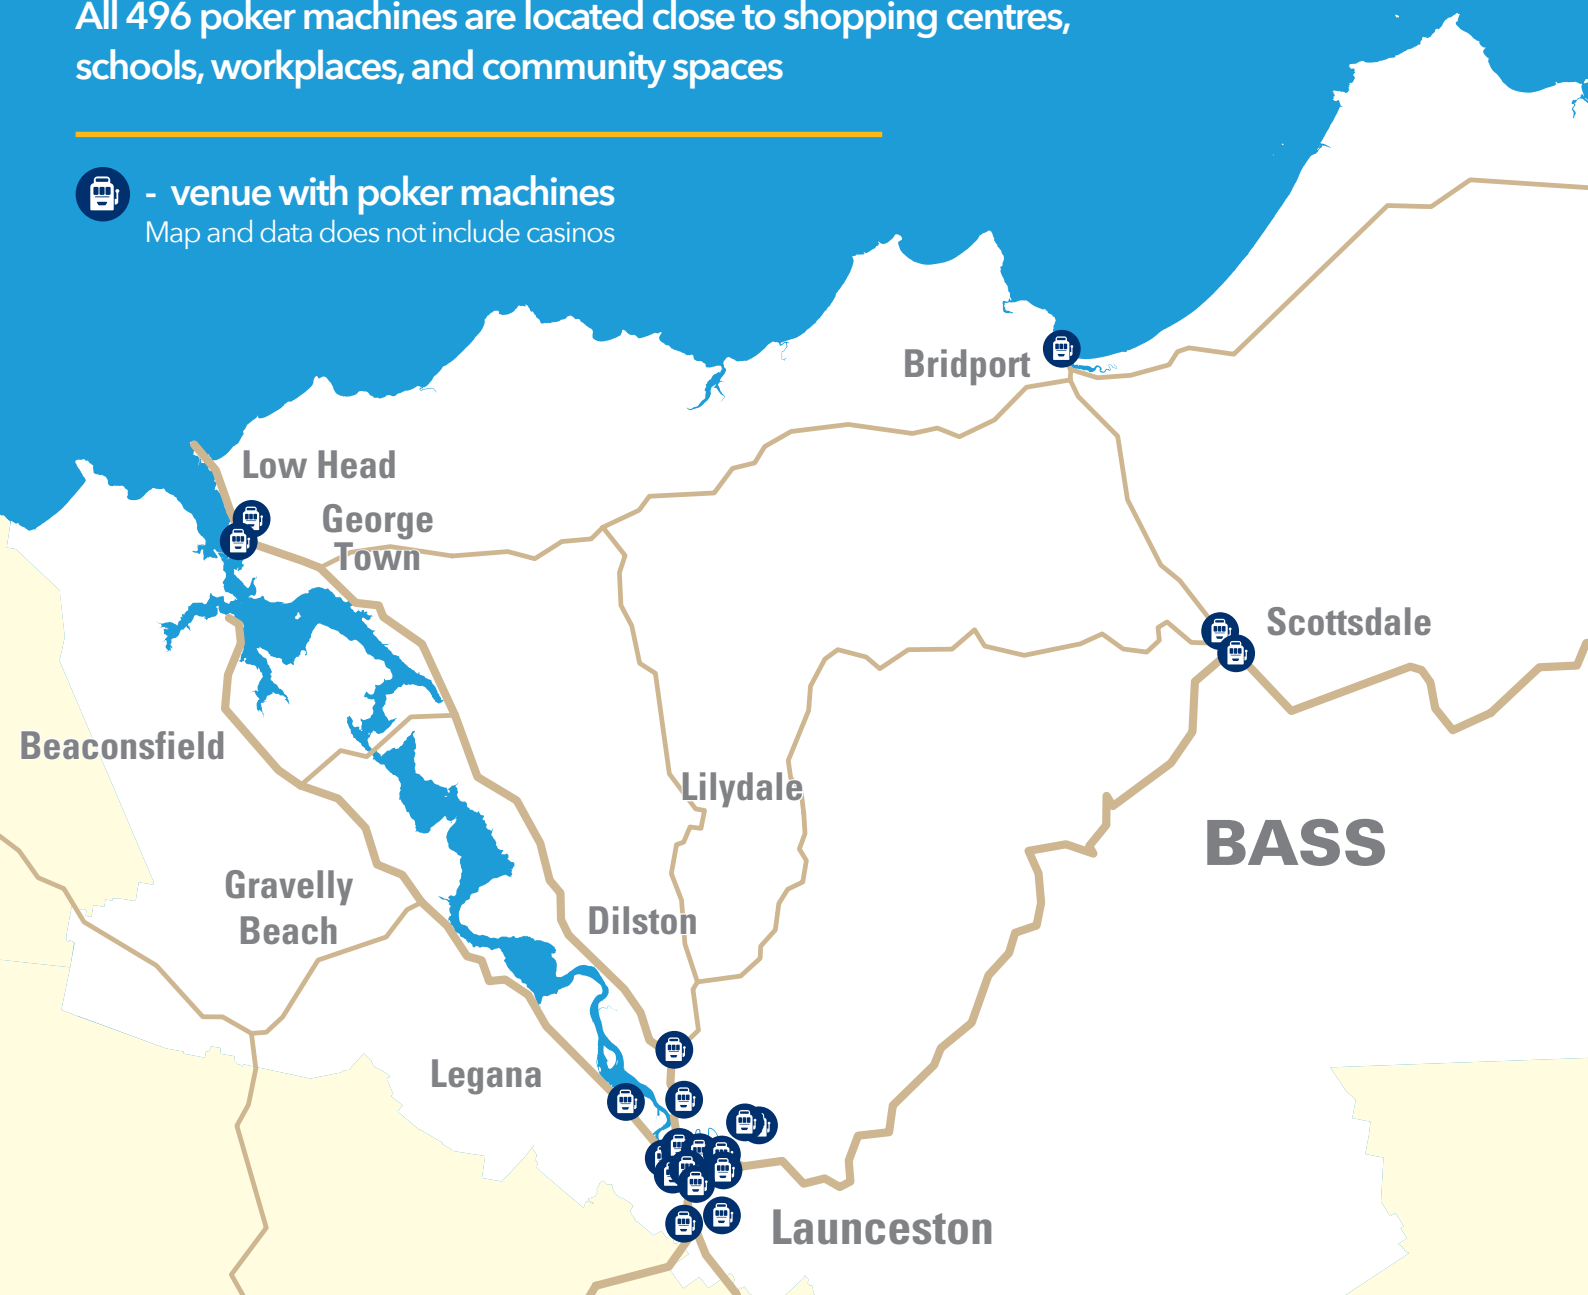 All 496 poker machines are located close to shopping centres,
schools, workplaces, and community spaces
- venue with poker machines
Map and data does not include casinos
Bridport
Low Head
George
Town
Scottsdale
Beaconsfield
Lilydale
BASS
Gravelly
Beach
Dilston
Legana
Launceston